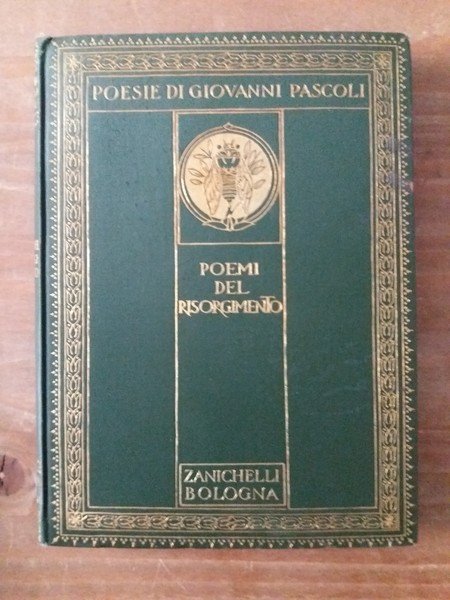 POESIE DI GIOVANNI PASCOLI
POEMI
DEL
RISORGIMENTO
ZANICHELLI
BOLOGNA